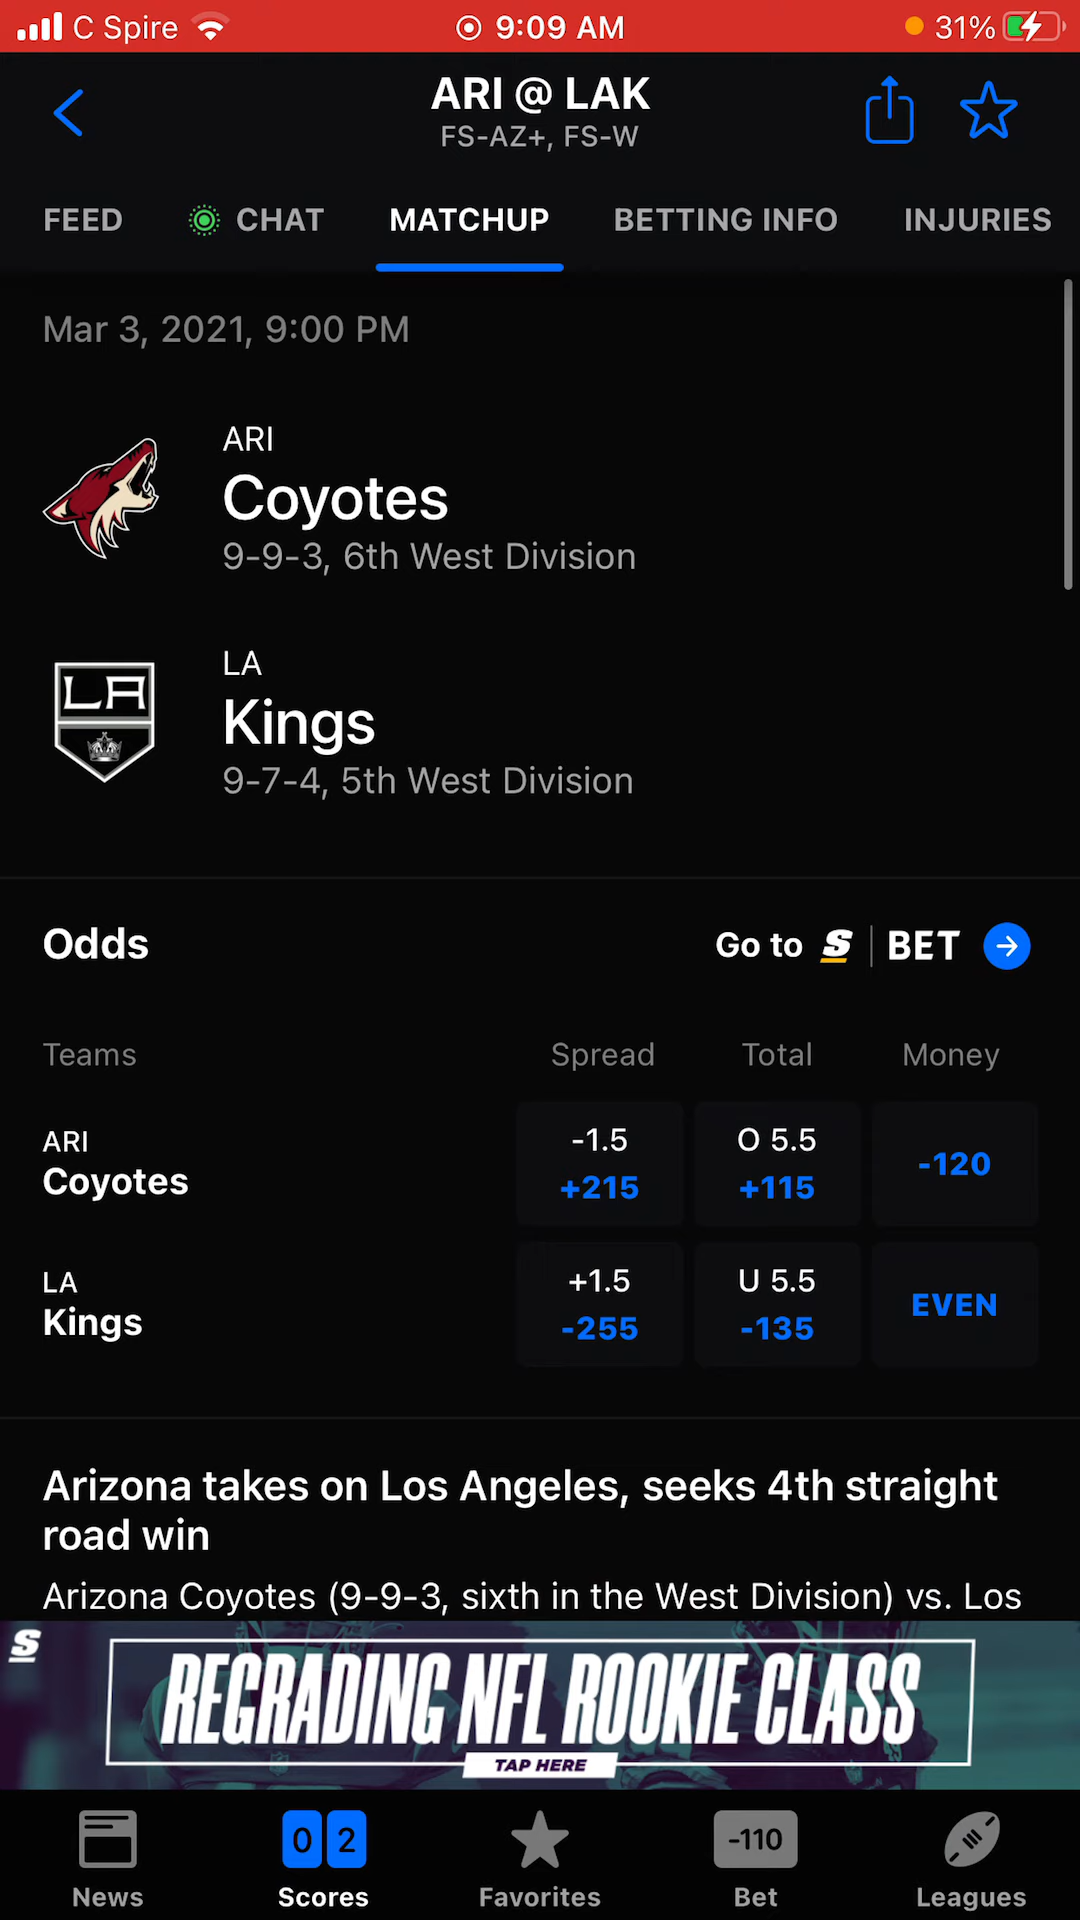 C Spire 9:09 AM 31%
ARI @ LAK
FS-AZ+, FS-W
FEED CHAT MATCHUP BETTING INFO INJURIES
Mar 3, 2021, 9:00 PM
ARI
Coyotes
9-9-3, 6th West Division
LA
LA
Kings
9-7-4, 5th West Division
Odds Go to S BET
Teams Spread Total Money
ARI
Coyotes
-1.5 O 5.5
+215 +115 -120
LA
Kings
+1.5 U 5.5
-255 -135 EVEN
Arizona takes on Los Angeles, seeks 4th straight
road win
Arizona Coyotes (9-9-3, sixth in the West Division) vs. Los
S
REGRADING NFL ROOKIE CLASS
TAP HERE
0 2 -110
News Scores Favorites Bet Leagues